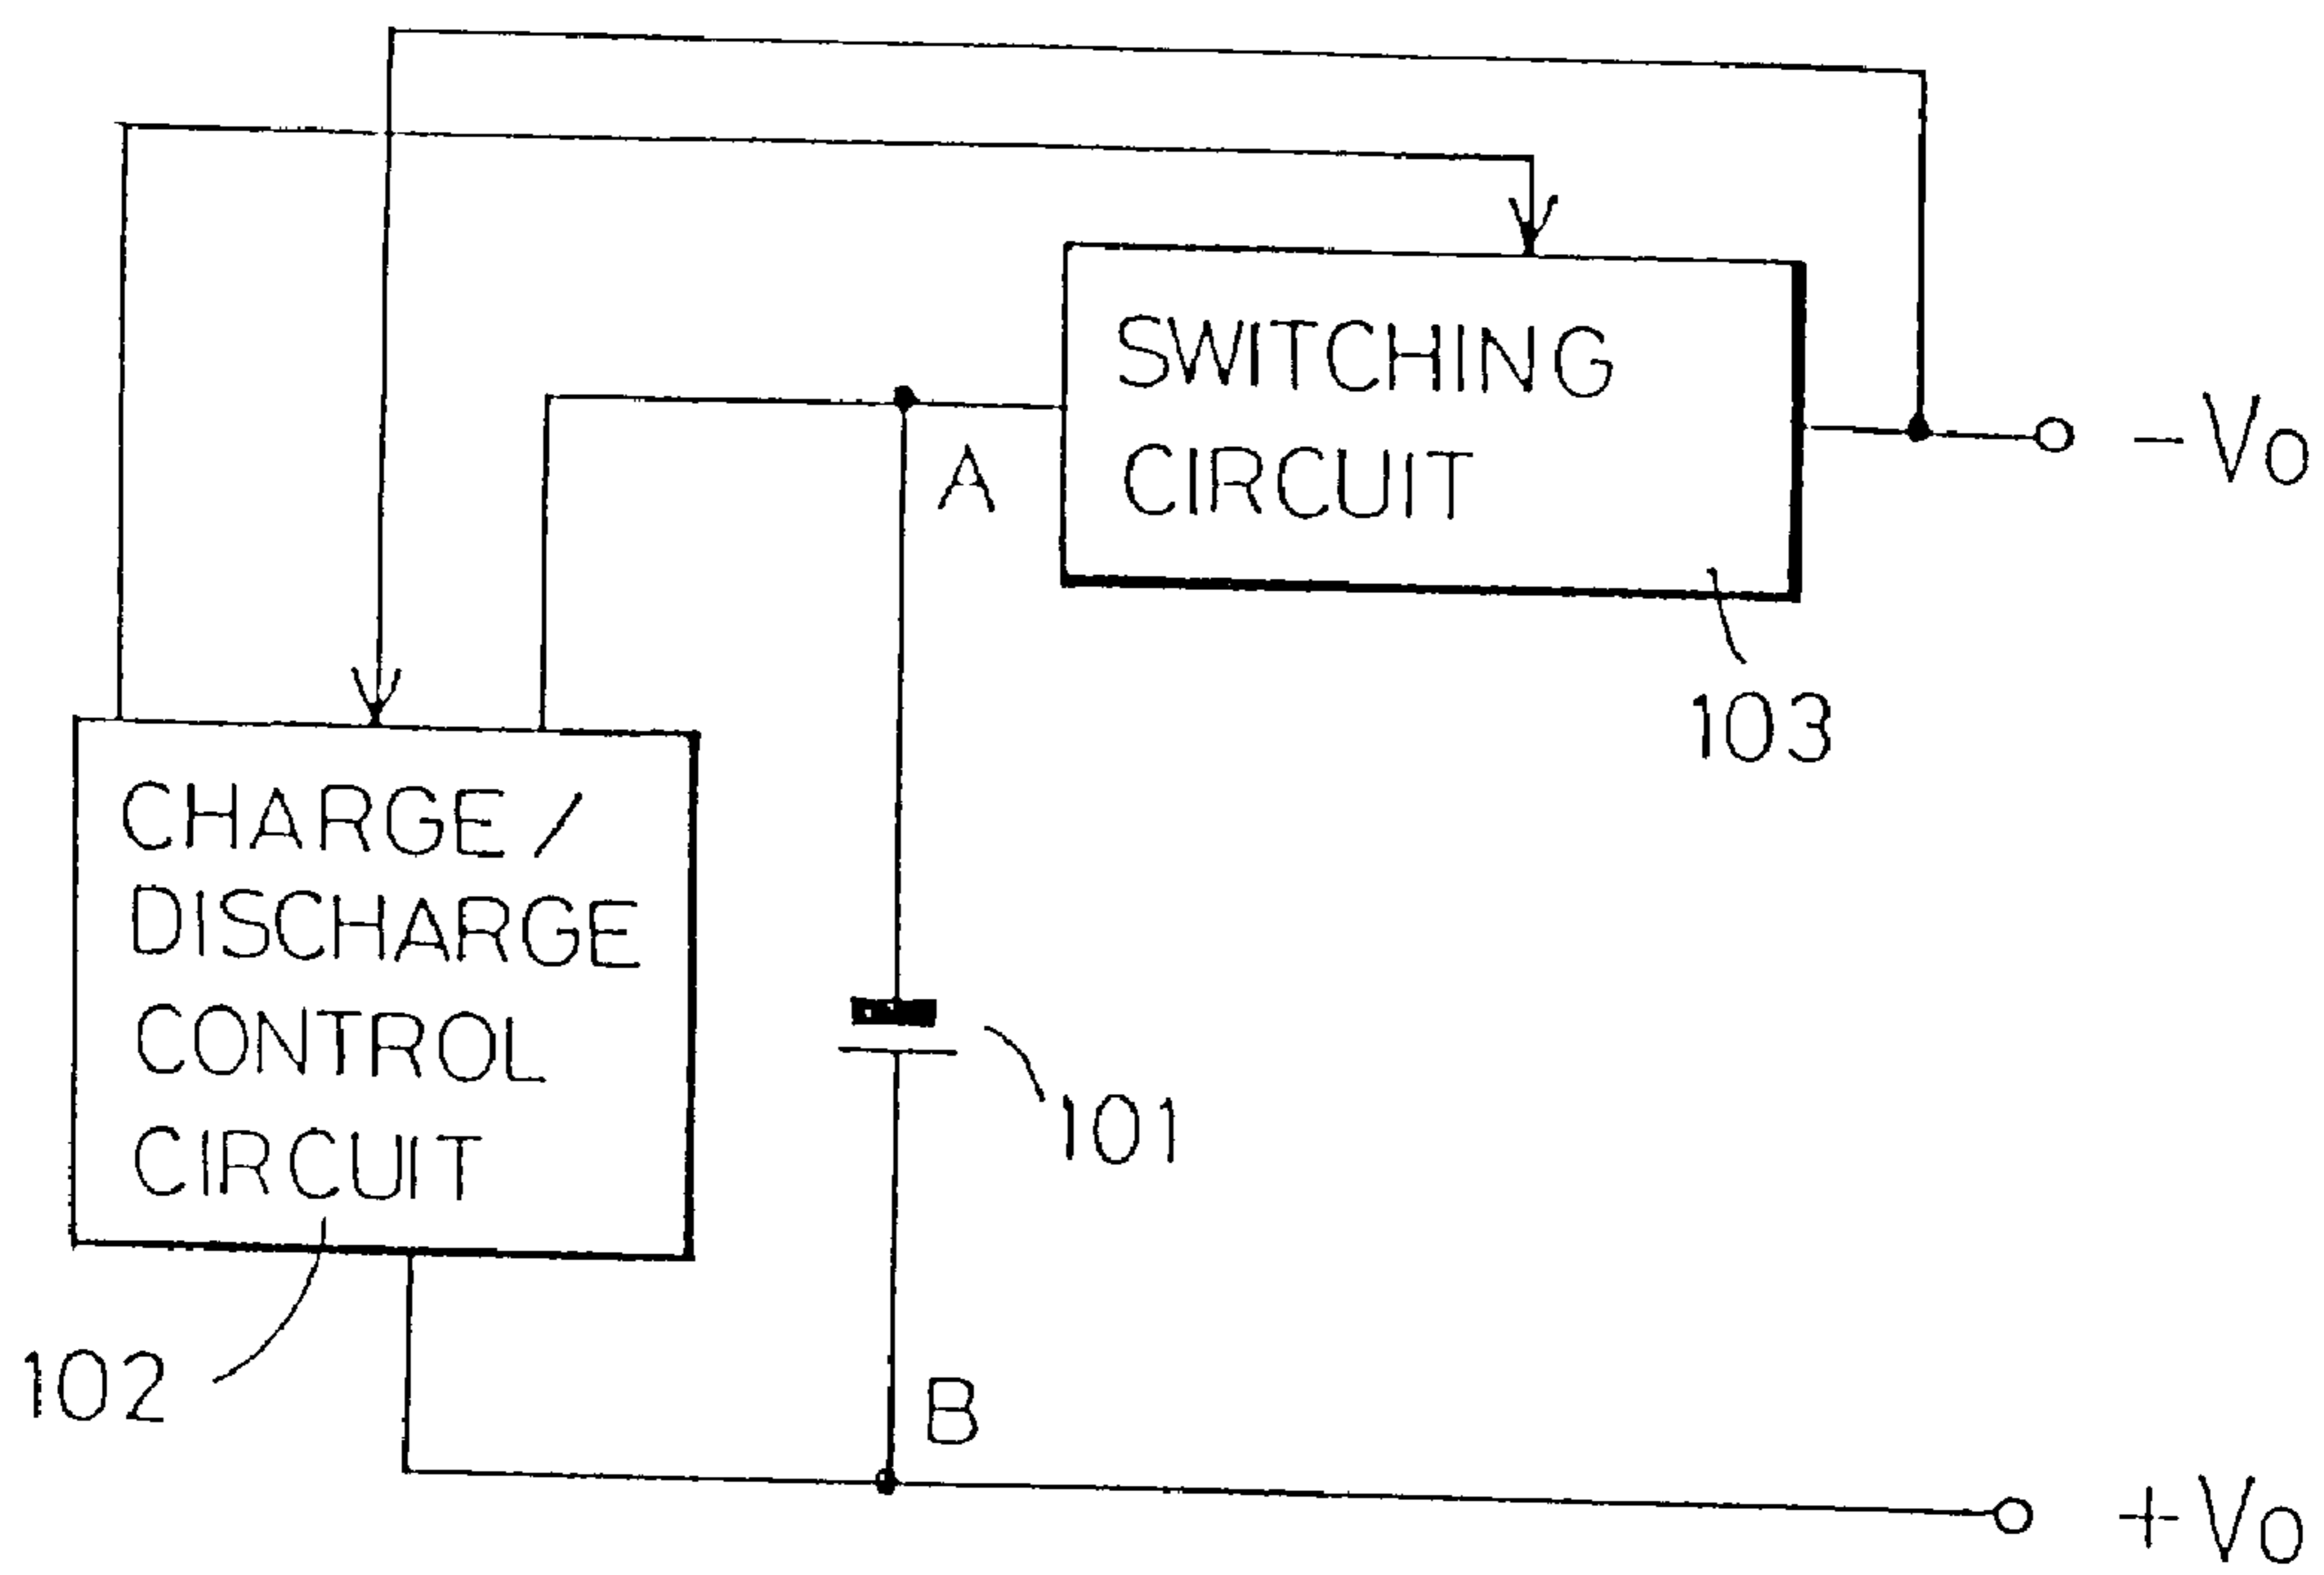 SWITCHING
CIRCUIT
A
-Vo
103
CHARGE/
DISCHARGE
CONTROL
CIRCUIT
101
102
B
+Vo